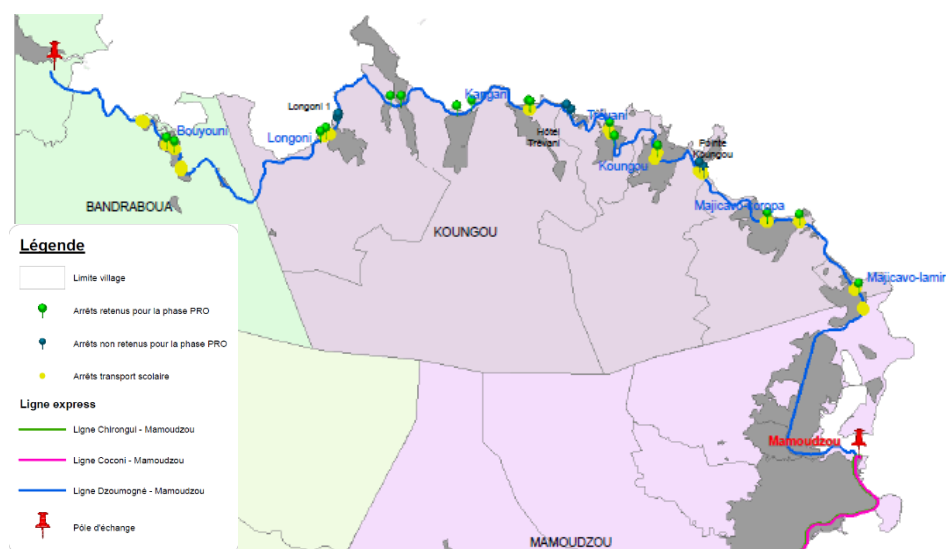 Longoni 1
Kangani
Bouyouni
Longoni
Trévani
Hôtel
Trévani
Pointe
Koungou
Koungou
BANDRABOUA
Majicavo-koropa
KOUNGOU
Majicavo-lamir
Mamoudzou
MAMOUDZOU
Légende
Limite village
Arrêts retenus pour la phase PRO
Arrêts non retenus pour la phase PRO
Arrêts transport scolaire
Ligne express
Ligne Chirongui - Mamoudzou
Ligne Coconi - Mamoudzou
Ligne Dzoumogné - Mamoudzou
Pôle d'échange